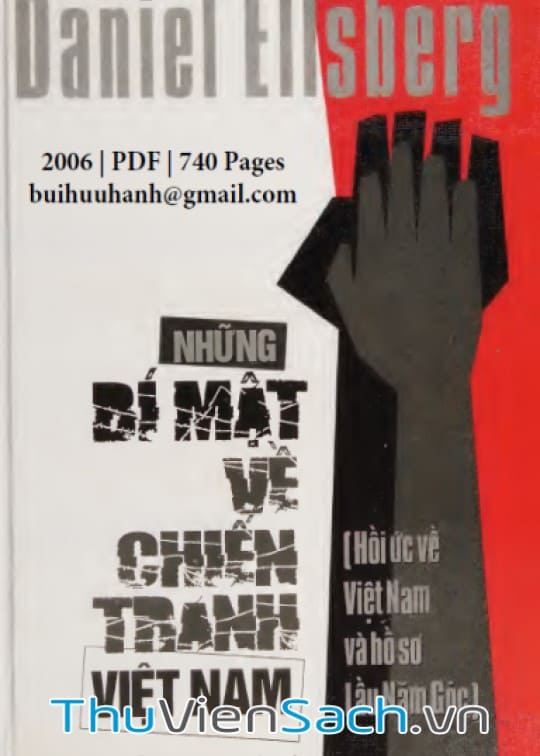 Daniel Ellsberg
2006 | PDF | 740 Pages
buihuuhanh@gmail.com
NHỮNG
BÍ MẬT
VỀ
CHIẾN
TRANH
VIỆT NAM
(Hồi ức về
Việt Nam
và hồ sơ
Lầu Năm Góc)
ThuVienSach.vn